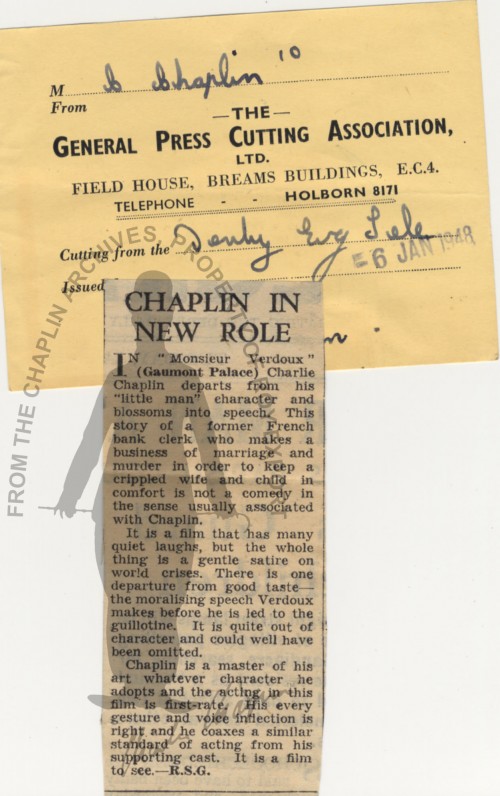 M C Chaplin 10
From
—THE—
GENERAL PRESS CUTTING ASSOCIATION,
LTD.
FIELD HOUSE, BREAMS BUILDINGS, E.C.4.
TELEPHONE - - HOLBORN 8171
Cutting from the Derby Evg Tele
-6 JAN 1948
Issued
CHAPLIN IN
NEW ROLE
IN "Monsieur Verdoux"
(Gaumont Palace) Charlie
Chaplin departs from his
"little man" character and
blossoms into speech. This
story of a former French
bank clerk who makes a
business of marriage and
murder in order to keep a
crippled wife and child in
comfort is not a comedy in
the sense usually associated
with Chaplin.
It is a film that has many
quiet laughs, but the whole
thing is a gentle satire on
world crises. There is one
departure from good taste—
the moralising speech Verdoux
makes before he is led to the
guillotine. It is quite out of
character and could well have
been omitted.
Chaplin is a master of his
art whatever character he
adopts and the acting in this
film is first-rate. His every
gesture and voice inflection is
right and he coaxes a similar
standard of acting from his
supporting cast. It is a film
to see.—R.S.G.
FROM THE CHAPLIN ARCHIVES, PROPERTY OF